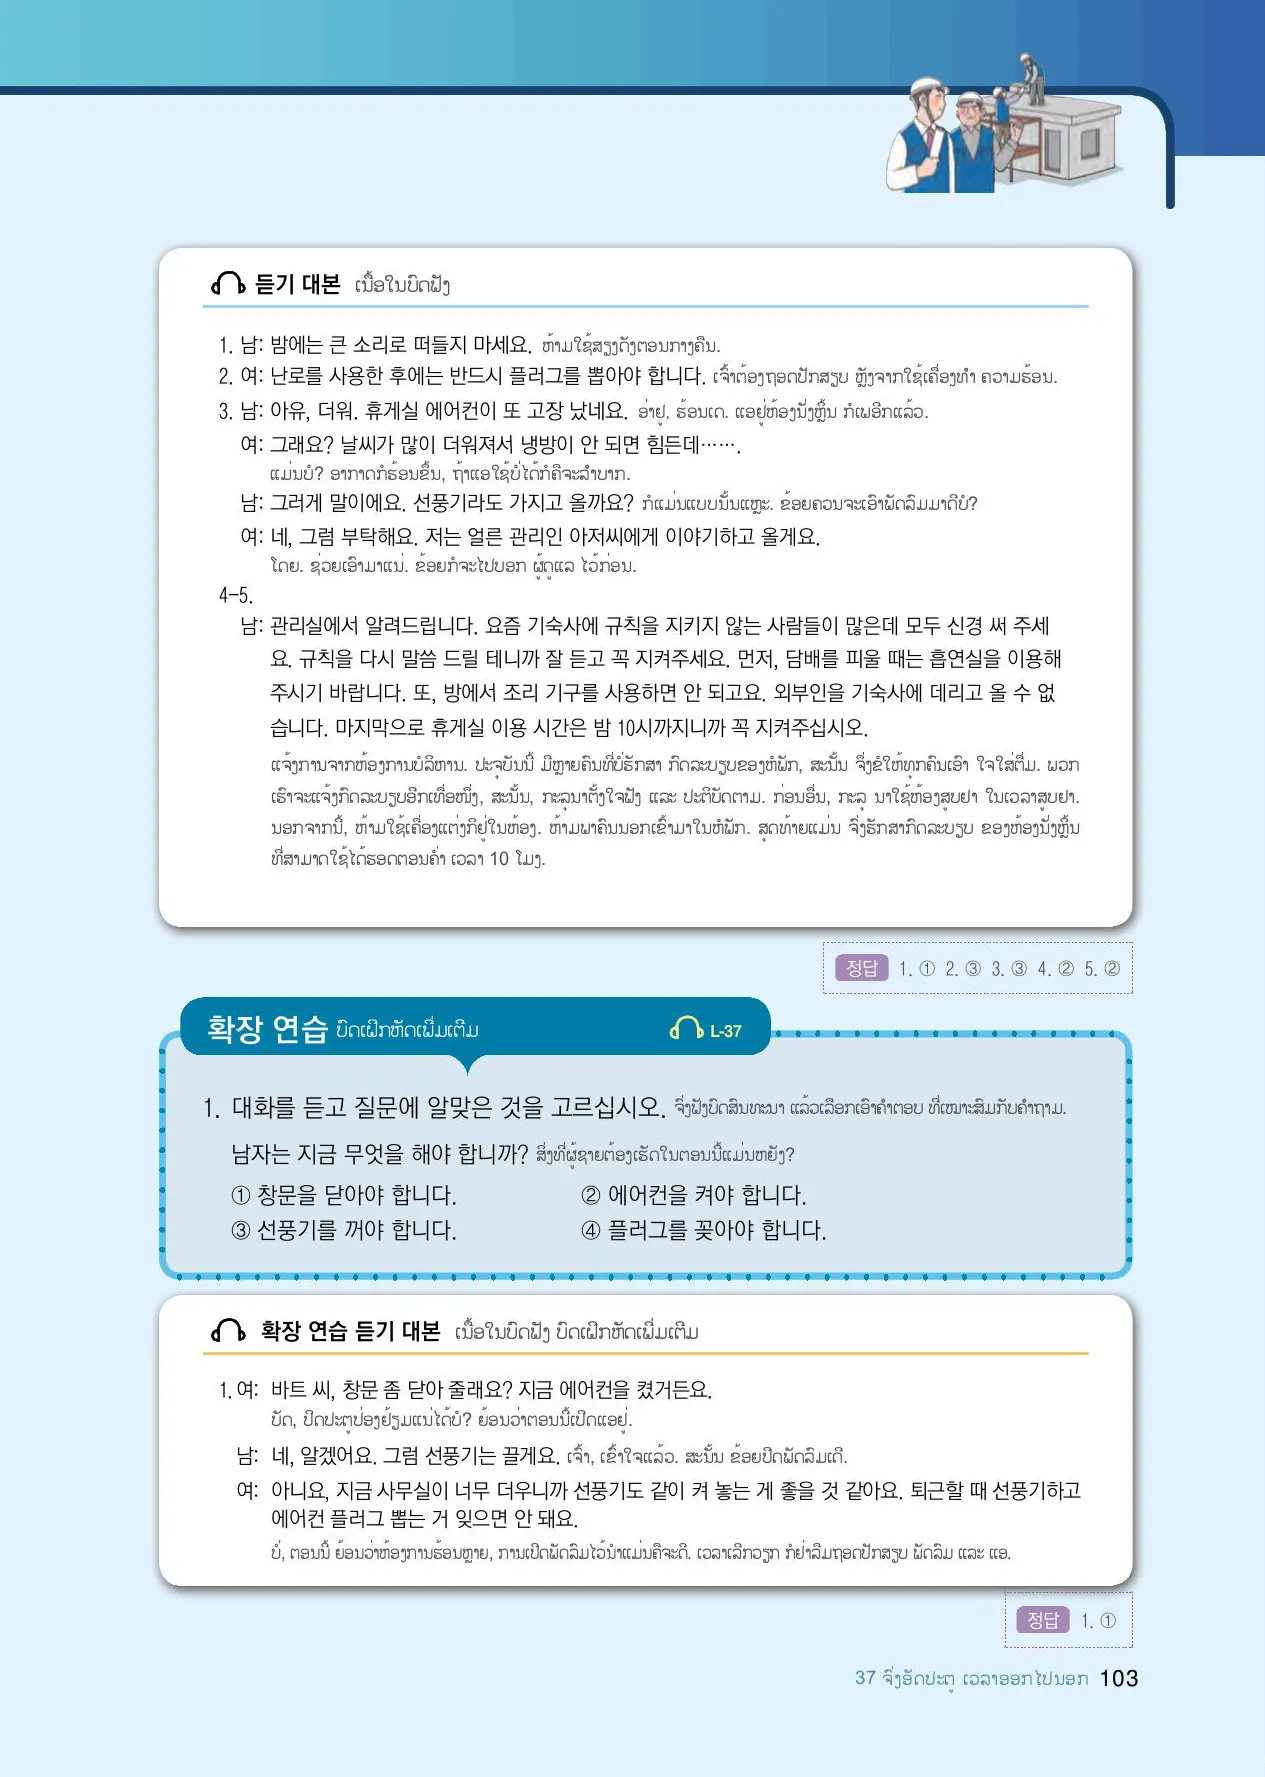 듣기 대본 ເນື້ອໃນບົດຟັງ
1. 남: 밤에는 큰 소리로 떠들지 마세요. ຫ້າມໃຊ້ສຽງດັງຕອນກາງຄືນ.
2. 여: 난로를 사용한 후에는 반드시 플러그를 뽑아야 합니다. ເຈົ້າຕ້ອງຖອດປັກສຽບ ຫຼັງຈາກໃຊ້ເຄື່ອງທຳ ຄວາມຮ້ອນ.
3. 남: 아유, 더워. 휴게실 에어컨이 또 고장 났네요. ອ່າຢຸ, ຮ້ອນເດ. ແອຢູ່ຫ້ອງນັ່ງຫຼິ້ນ ກໍເພອີກແລ້ວ.
여: 그래요? 날씨가 많이 더워져서 냉방이 안 되면 힘든데…….
ແມ່ນບໍ? ອາກາດກໍຮ້ອນຂຶ້ນ, ຖ້າແອໃຊ້ບໍ່ໄດ້ກໍຄືຈະລຳບາກ.
남: 그러게 말이에요. 선풍기라도 가지고 올까요? ກໍແມ່ນແບບນັ້ນແຫຼະ. ຂ້ອຍຄວນຈະເອົາພັດລົມມາດີບໍ?
여: 네, 그럼 부탁해요. 저는 얼른 관리인 아저씨에게 이야기하고 올게요.
ໂດຍ. ຊ່ວຍເອົາມາແນ່. ຂ້ອຍກໍຈະໄປບອກ ຜູ້ດູແລ ໄວ້ກ່ອນ.
4-5.
남: 관리실에서 알려드립니다. 요즘 기숙사에 규칙을 지키지 않는 사람들이 많은데 모두 신경 써 주세
요. 규칙을 다시 말씀 드릴 테니까 잘 듣고 꼭 지켜주세요. 먼저, 담배를 피울 때는 흡연실을 이용해
주시기 바랍니다. 또, 방에서 조리 기구를 사용하면 안 되고요. 외부인을 기숙사에 데리고 올 수 없
습니다. 마지막으로 휴게실 이용 시간은 밤 10시까지니까 꼭 지켜주십시오.
ແຈ້ງການຈາກຫ້ອງການບໍລິຫານ. ປະຈຸບັນນີ້ ມີຫຼາຍຄົນທີ່ບໍ່ຮັກສາ ກົດລະບຽບຂອງຫໍພັກ, ສະນັ້ນ ຈຶ່ງຂໍໃຫ້ທຸກຄົນເອົາ ໃຈໃສ່ຕື່ມ. ພວກ
ເຮົາຈະແຈ້ງກົດລະບຽບອີກເທື່ອໜຶ່ງ, ສະນັ້ນ, ກະລຸນາຕັ້ງໃຈຟັງ ແລະ ປະຕິບັດຕາມ. ກ່ອນອື່ນ, ກະລຸ ນາໃຊ້ຫ້ອງສູບຢາ ໃນເວລາສູບຢາ.
ນອກຈາກນີ້, ຫ້າມໃຊ້ເຄື່ອງແຕ່ງກິຢູ່ໃນຫ້ອງ. ຫ້າມພາຄົນນອກເຂົ້າມາໃນຫໍພັກ. ສຸດທ້າຍແມ່ນ ຈົ່ງຮັກສາກົດລະບຽບ ຂອງຫ້ອງນັ່ງຫຼິ້ນ
ທີ່ສາມາດໃຊ້ໄດ້ຮອດຕອນຄ່ຳ ເວລາ 10 ໂມງ.
정답 1. ① 2. ③ 3. ③ 4. ② 5. ②
확장 연습 ບົດເຝິກຫັດເພີ່ມເຕີມ L-37
1. 대화를 듣고 질문에 알맞은 것을 고르십시오. ຈົ່ງຟັງບົດສົນທະນາ ແລ້ວເລືອກເອົາຄຳຕອບ ທີ່ເໝາະສົມກັບຄຳຖາມ.
남자는 지금 무엇을 해야 합니까? ສິ່ງທີ່ຜູ້ຊາຍຕ້ອງເຮັດໃນຕອນນີ້ແມ່ນຫຍັງ?
① 창문을 닫아야 합니다. ② 에어컨을 켜야 합니다.
③ 선풍기를 꺼야 합니다. ④ 플러그를 꽂아야 합니다.
확장 연습 듣기 대본 ເນື້ອໃນບົດຟັງ ບົດເຝິກຫັດເພີ່ມເຕີມ
1. 여: 바트 씨, 창문 좀 닫아 줄래요? 지금 에어컨을 켰거든요.
ບັດ, ປິດປະຕູປ່ອງຢ້ຽມແນ່ໄດ້ບໍ? ຍ້ອນວ່າຕອນນີ້ເປີດແອຢູ່.
남: 네, 알겠어요. 그럼 선풍기는 끌게요. ເຈົ້າ, ເຂົ້າໃຈແລ້ວ. ສະນັ້ນ ຂ້ອຍປິດພັດລົມເດີ.
여: 아니요, 지금 사무실이 너무 더우니까 선풍기도 같이 켜 놓는 게 좋을 것 같아요. 퇴근할 때 선풍기하고
에어컨 플러그 뽑는 거 잊으면 안 돼요.
ບໍ່, ຕອນນີ້ ຍ້ອນວ່າຫ້ອງການຮ້ອນຫຼາຍ, ການເປີດພັດລົມໄວ້ນຳແມ່ນຄືຈະດີ. ເວລາເລີກວຽກ ກໍຢ່າລືມຖອດປັກສຽບ ພັດລົມ ແລະ ແອ.
정답 1. ①
37 ຈົ່ງອັດປະຕູ ເວລາອອກໄປນອກ 103